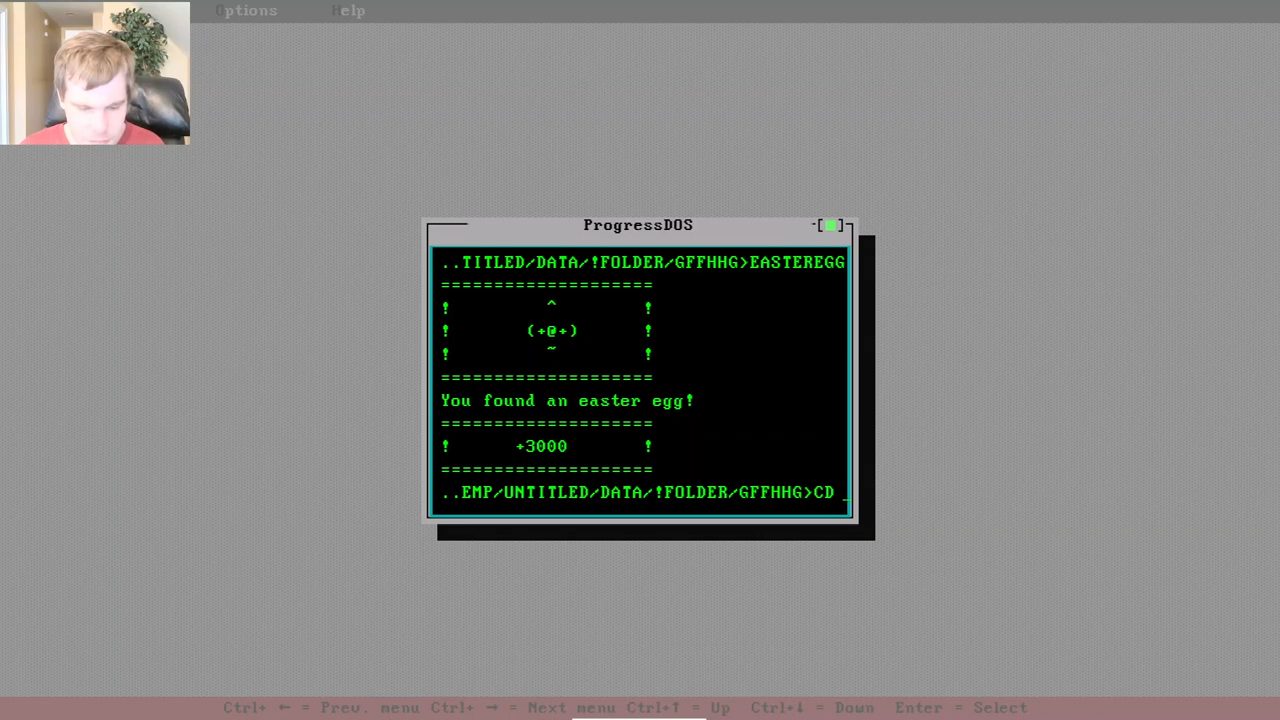 Options Help
ProgressDOS
..TITLED/DATA/!FOLDER/GFFHHG>EASTEREGG
====================
! ^ !
! (+@+) !
! ~ !
====================
You found an easter egg!
====================
! +3000 !
====================
..EMP/UNTITLED/DATA/!FOLDER/GFFHHG>CD _
Ctrl+ ← = Prev. menu Ctrl+ → = Next menu Ctrl+↑ = Up Ctrl+↓ = Down Enter = Select